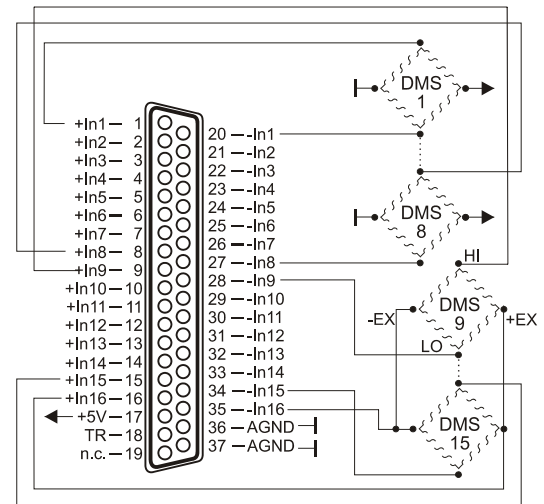 +In1 — 1
+In2 — 2
+In3 — 3
+In4 — 4
+In5 — 5
+In6 — 6
+In7 — 7
+In8 — 8
+In9 — 9
+In10 — 10
+In11 — 11
+In12 — 12
+In13 — 13
+In14 — 14
+In15 — 15
+In16 — 16
+5V — 17
TR — 18
n.c. — 19
20 — -In1
21 — -In2
22 — -In3
23 — -In4
24 — -In5
25 — -In6
26 — -In7
27 — -In8
28 — -In9
29 — -In10
30 — -In11
31 — -In12
32 — -In13
33 — -In14
34 — -In15
35 — -In16
36 — AGND
37 — AGND
DMS
1
DMS
8
HI
-EX
DMS
9
+EX
LO
DMS
15